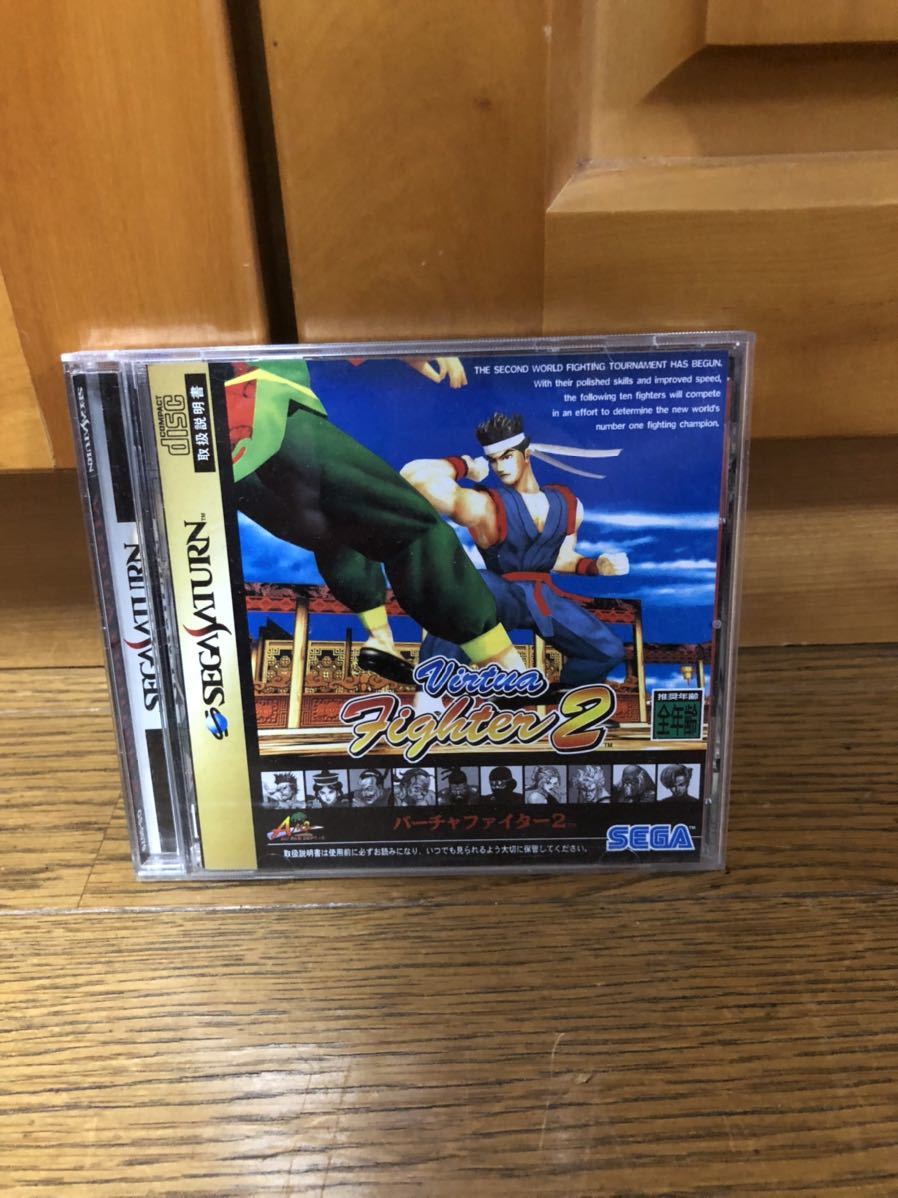 THE SECOND WORLD FIGHTING TOURNAMENT HAS BEGUN.
With their polished skills and improved speed,
the following ten fighters will compete
in an effort to determine the new world's
number one fighting champion.
COMPACT
disc
取扱説明書
SEGA SATURN™
SEGA SATURN
SEGA SATURN
Virtua
Fighter 2™
推奨年齢
全年齢
バーチャファイター2
SEGA™
取扱説明書は使用前に必ずお読みになり、いつでも見られるよう大切に保管してください。